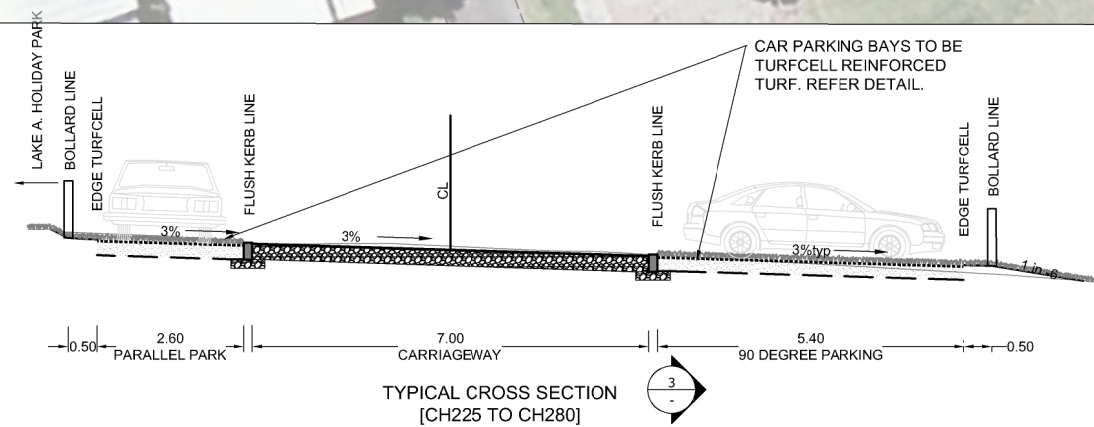 LAKE A. HOLIDAY PARK
BOLLARD LINE
EDGE TURFCELL
FLUSH KERB LINE
CL
FLUSH KERB LINE
CAR PARKING BAYS TO BE
TURFCELL REINFORCED
TURF. REFER DETAIL.
EDGE TURFCELL
BOLLARD LINE
3%
3%
3%typ
1 in 6
0.50
2.60
PARALLEL PARK
7.00
CARRIAGEWAY
5.40
90 DEGREE PARKING
0.50
TYPICAL CROSS SECTION
[CH225 TO CH280]
3
-